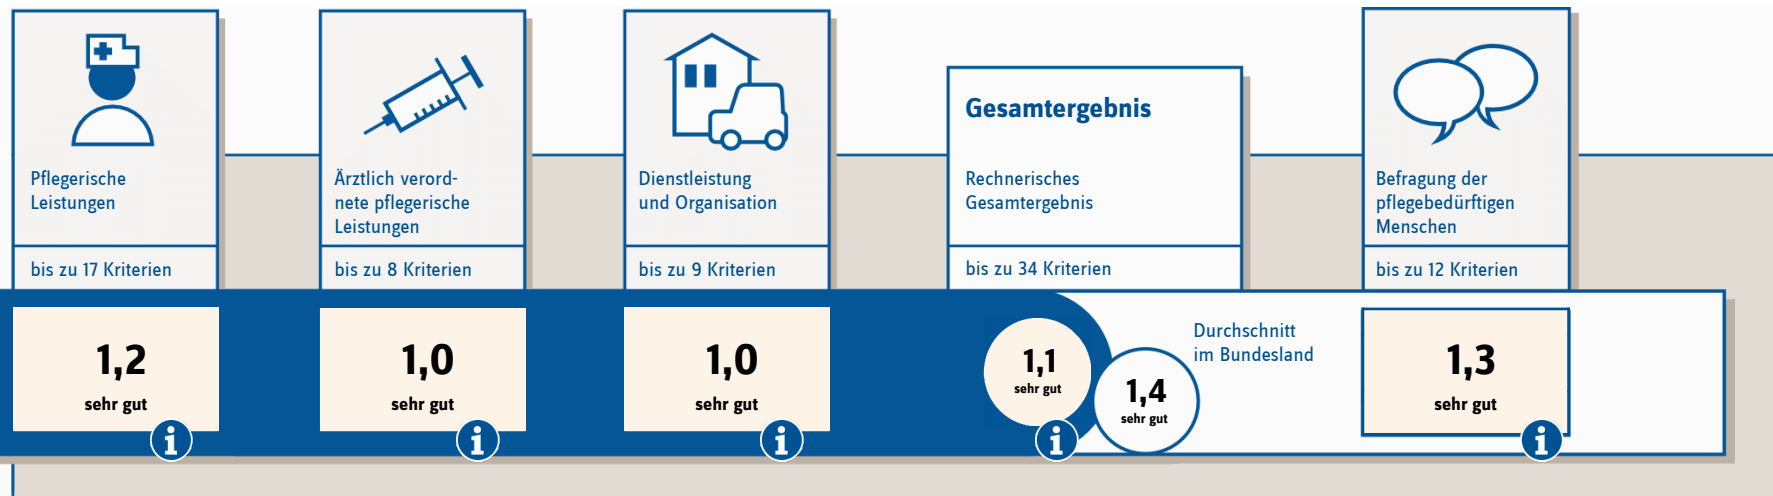 Pflegerische
Leistungen
bis zu 17 Kriterien
1,2
sehr gut
i
Ärztlich verord-
nete pflegerische
Leistungen
bis zu 8 Kriterien
1,0
sehr gut
i
Dienstleistung
und Organisation
bis zu 9 Kriterien
1,0
sehr gut
i
Gesamtergebnis
Rechnerisches
Gesamtergebnis
bis zu 34 Kriterien
1,1
sehr gut
i
1,4
sehr gut
Durchschnitt
im Bundesland
Befragung der
pflegebedürftigen
Menschen
bis zu 12 Kriterien
1,3
sehr gut
i